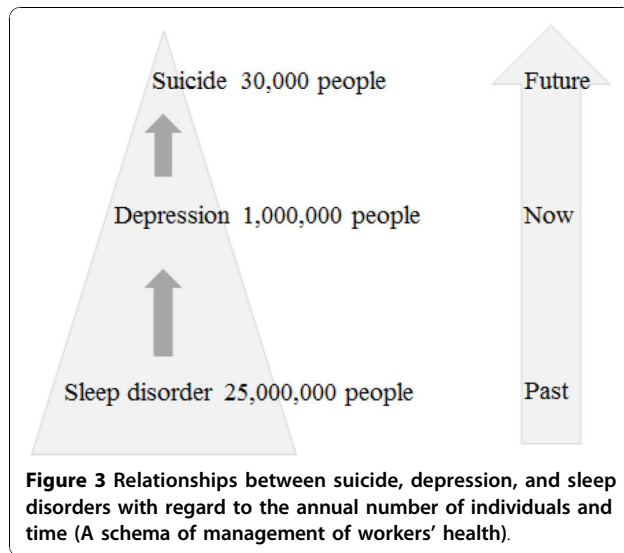 Suicide 30,000 people Future
Depression 1,000,000 people Now
Sleep disorder 25,000,000 people Past
Figure 3 Relationships between suicide, depression, and sleep
disorders with regard to the annual number of individuals and
time (A schema of management of workers' health).